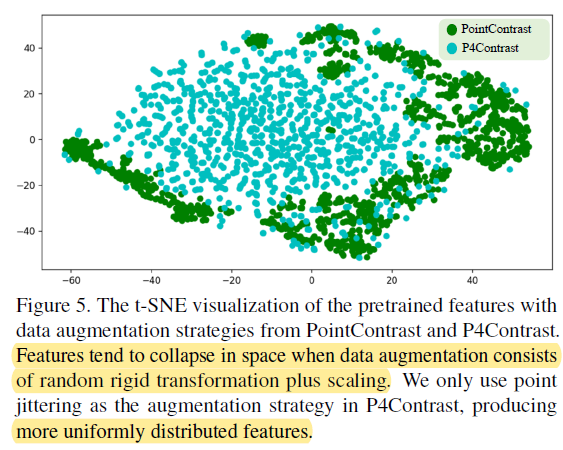 PointContrast
P4Contrast
40
20
0
−20
−40
−60
−40
−20
0
20
40
Figure 5. The t-SNE visualization of the pretrained features with
data augmentation strategies from PointContrast and P4Contrast.
Features tend to collapse in space when data augmentation consists
of random rigid transformation plus scaling. We only use point
jittering as the augmentation strategy in P4Contrast, producing
more uniformly distributed features.